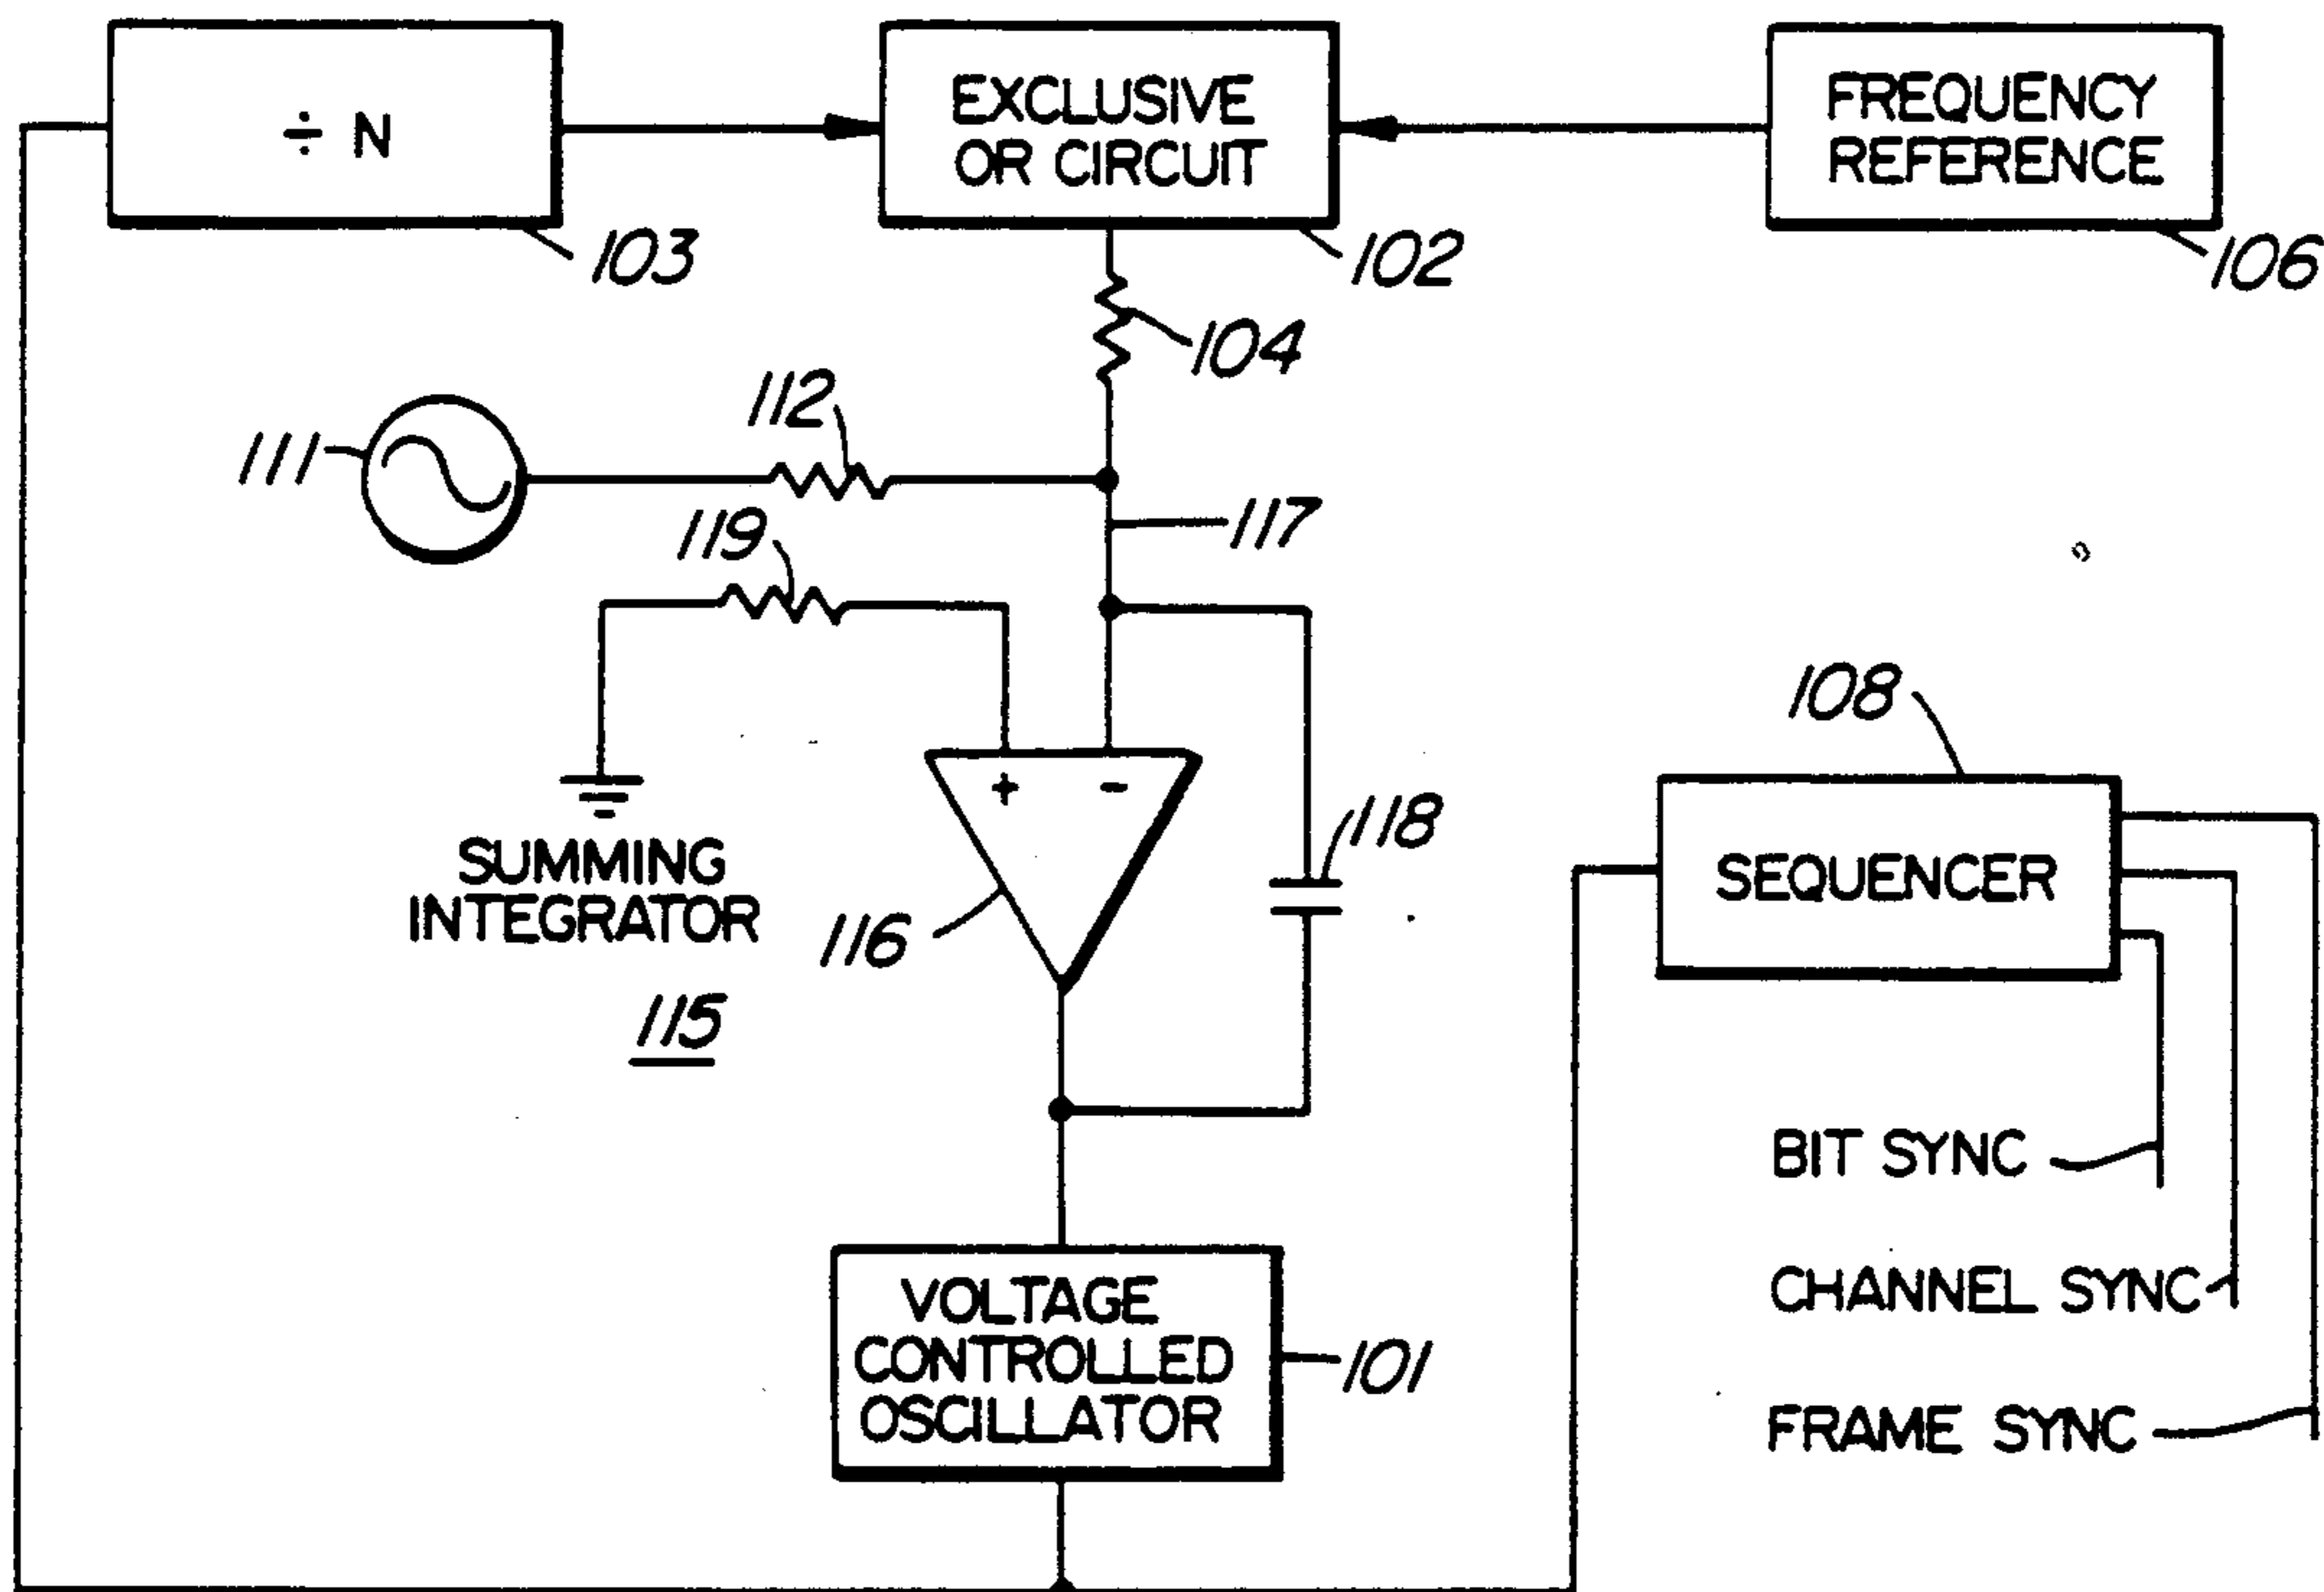 ÷ N
EXCLUSIVE
OR CIRCUIT
FREQUENCY
REFERENCE
103
102
106
104
112
111
117
119
+
-
108
118
SUMMING
INTEGRATOR
116
SEQUENCER
115
BIT SYNC
CHANNEL SYNC
VOLTAGE
CONTROLLED
OSCILLATOR
101
FRAME SYNC